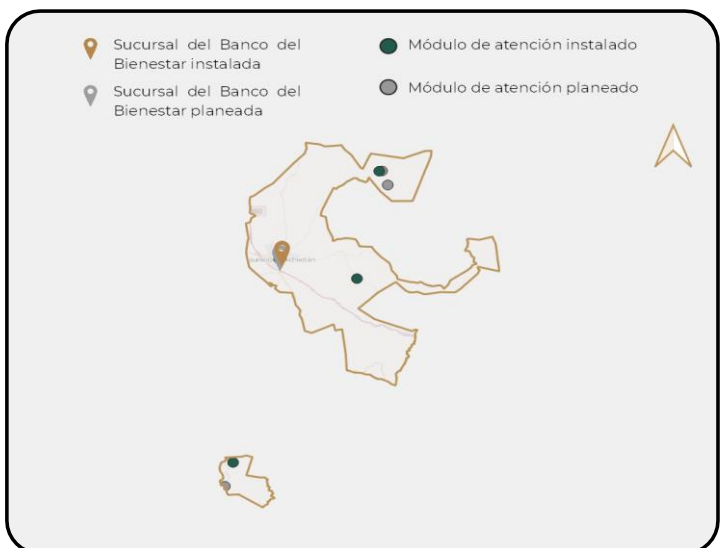 Sucursal del Banco del
Bienestar instalada
Sucursal del Banco del
Bienestar planeada
Módulo de atención instalado
Módulo de atención planeado